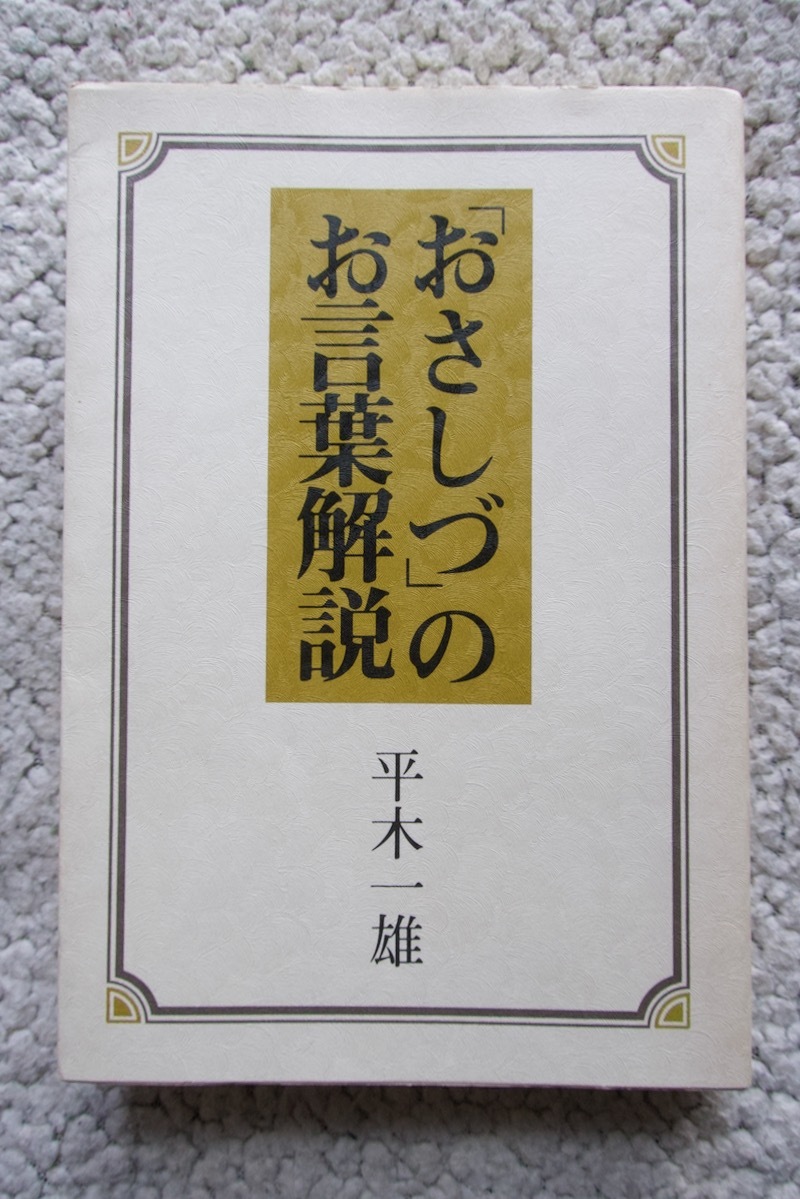 「おさしづ」の
お言葉解説
平木一雄